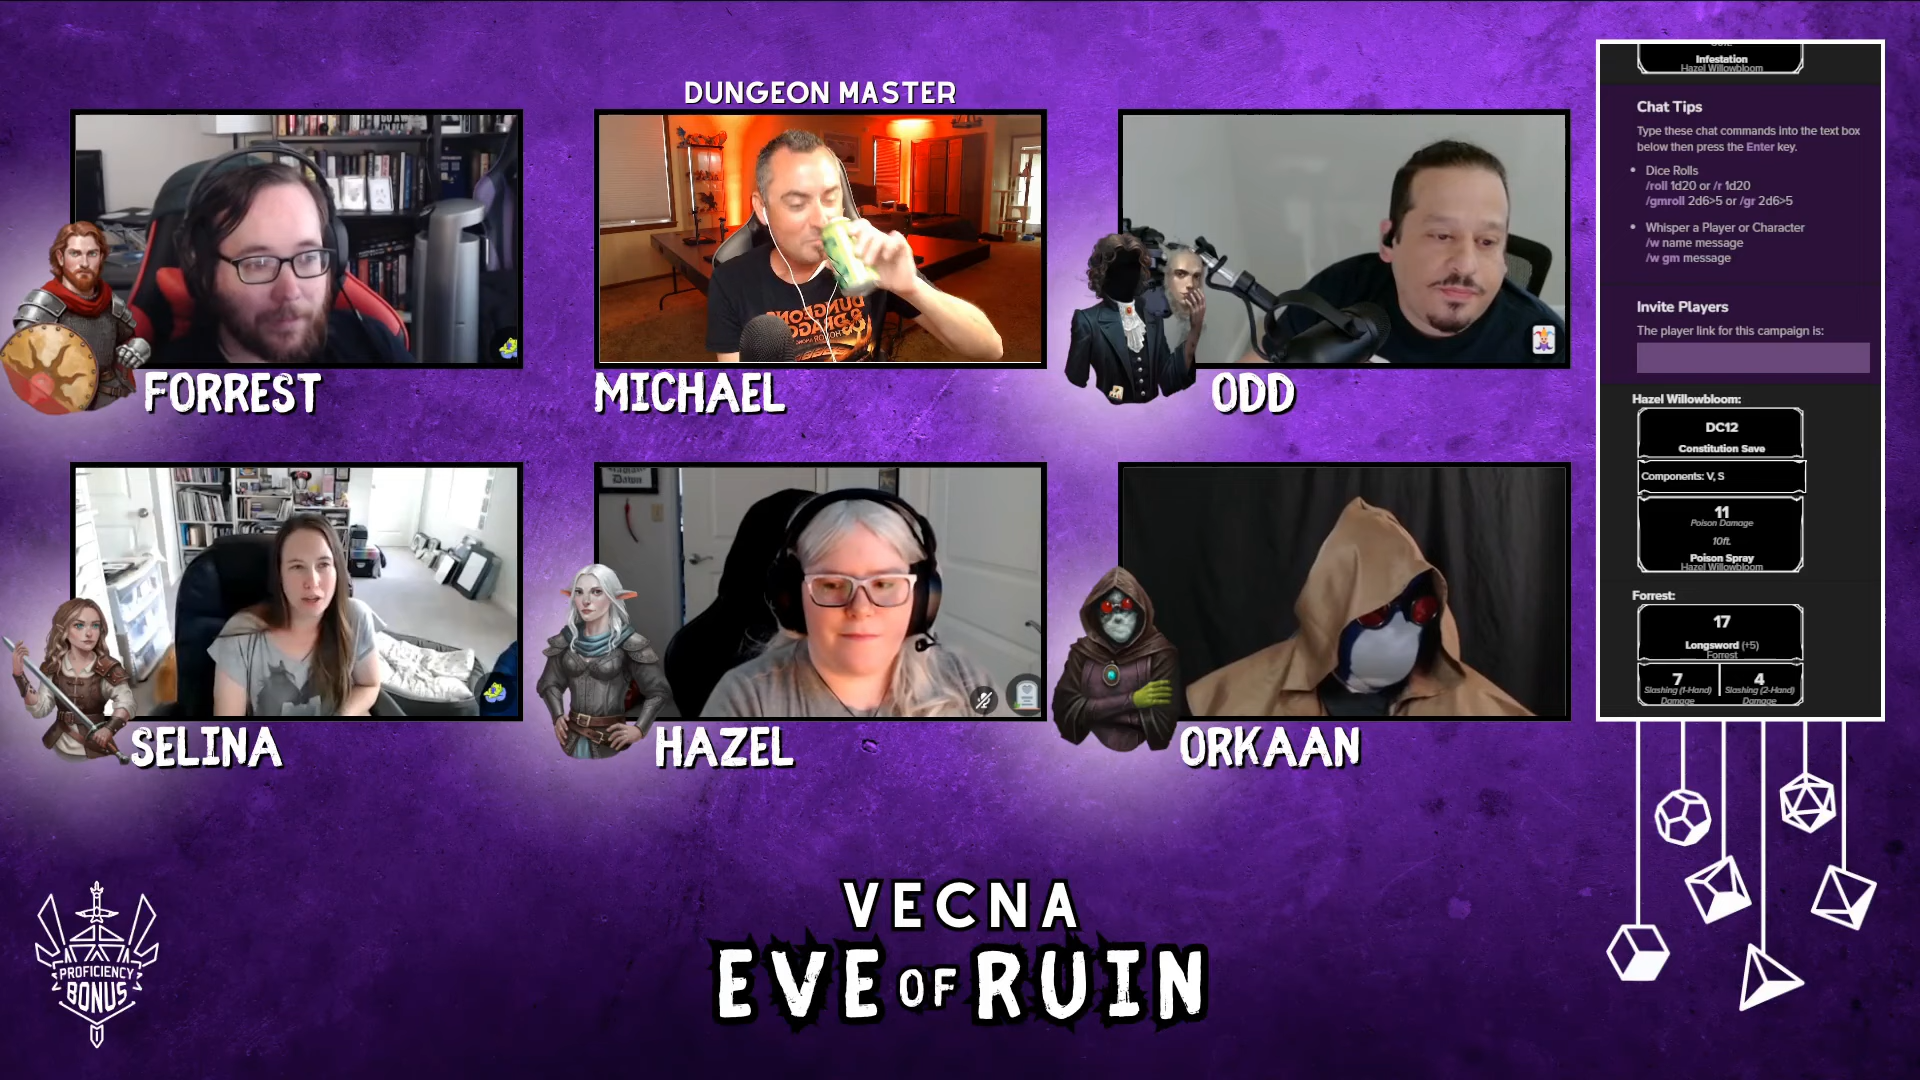 DUNGEON MASTER
FORREST
MICHAEL
ODD
SELINA
HAZEL
ORKAAN
Dawn
VECNA
EVE OF RUIN
PROFICIENCY
BONUS
Infestation
Hazel Willowbloom
Chat Tips
Type these chat commands into the text box
below then press the Enter key.
• Dice Rolls
/roll 1d20 or /r 1d20
/gmroll 2d6>5 or /gr 2d6>5
• Whisper a Player or Character
/w name message
/w gm message
Invite Players
The player link for this campaign is:
Hazel Willowbloom:
DC12
Constitution Save
Components: V, S
11
Poison Damage
10ft.
Poison Spray
Hazel Willowbloom
Forrest:
17
Longsword (+5)
Forrest
7
Slashing (1-Hand)
Damage
4
Slashing (2-Hand)
Damage